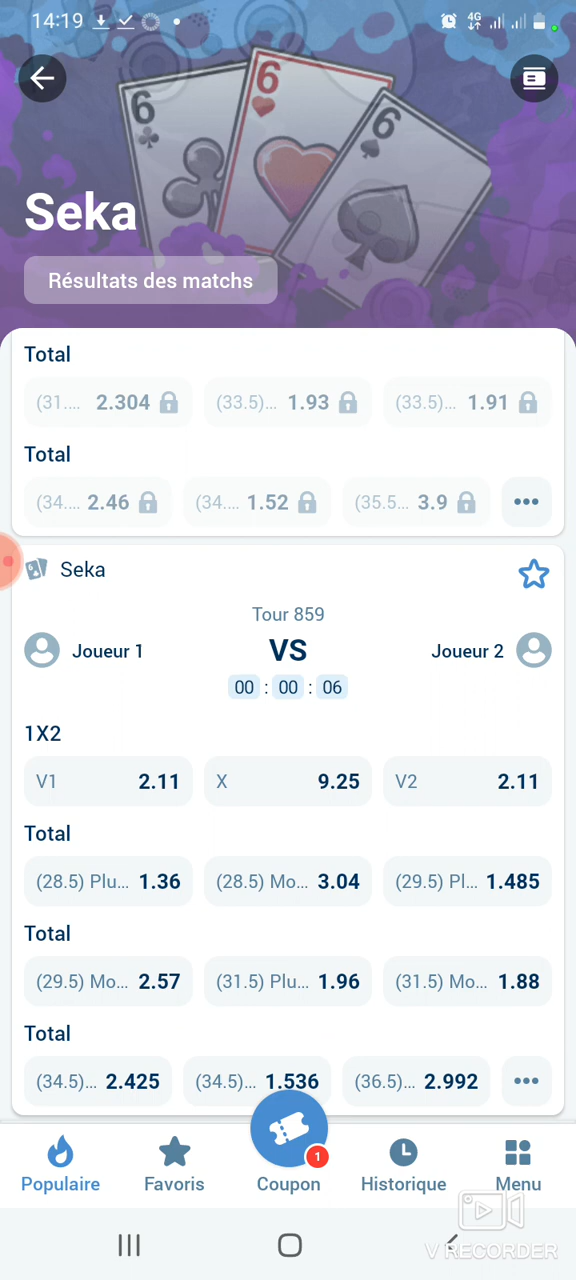 14:19 4G
6 6 6
Seka
Résultats des matchs
Total
(31.... 2.304 (33.5)... 1.93 (33.5)... 1.91
Total
(34.... 2.46 (34.... 1.52 (35.5... 3.9 •••
Seka
Tour 859
Joueur 1 VS Joueur 2
00 : 00 : 06
1X2
V1 2.11 X 9.25 V2 2.11
Total
(28.5) Plu... 1.36 (28.5) Mo... 3.04 (29.5) Pl... 1.485
Total
(29.5) Mo... 2.57 (31.5) Plu... 1.96 (31.5) Mo... 1.88
Total
(34.5)... 2.425 (34.5)... 1.536 (36.5)... 2.992 •••
1
Populaire Favoris Coupon Historique Menu
V RECORDER